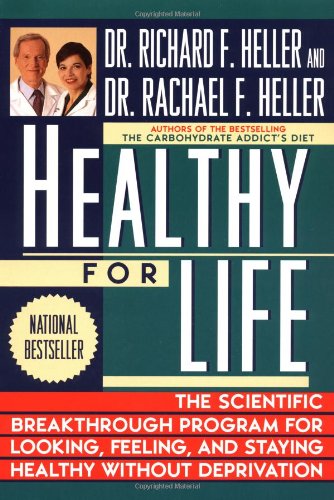 DR. RICHARD F. HELLER AND
DR. RACHAEL F. HELLER
AUTHORS OF THE BESTSELLING
THE CARBOHYDRATE ADDICT'S DIET
HEALTHY
FOR
LIFE
NATIONAL
BESTSELLER
THE SCIENTIFIC
BREAKTHROUGH PROGRAM FOR
LOOKING, FEELING, AND STAYING
HEALTHY WITHOUT DEPRIVATION